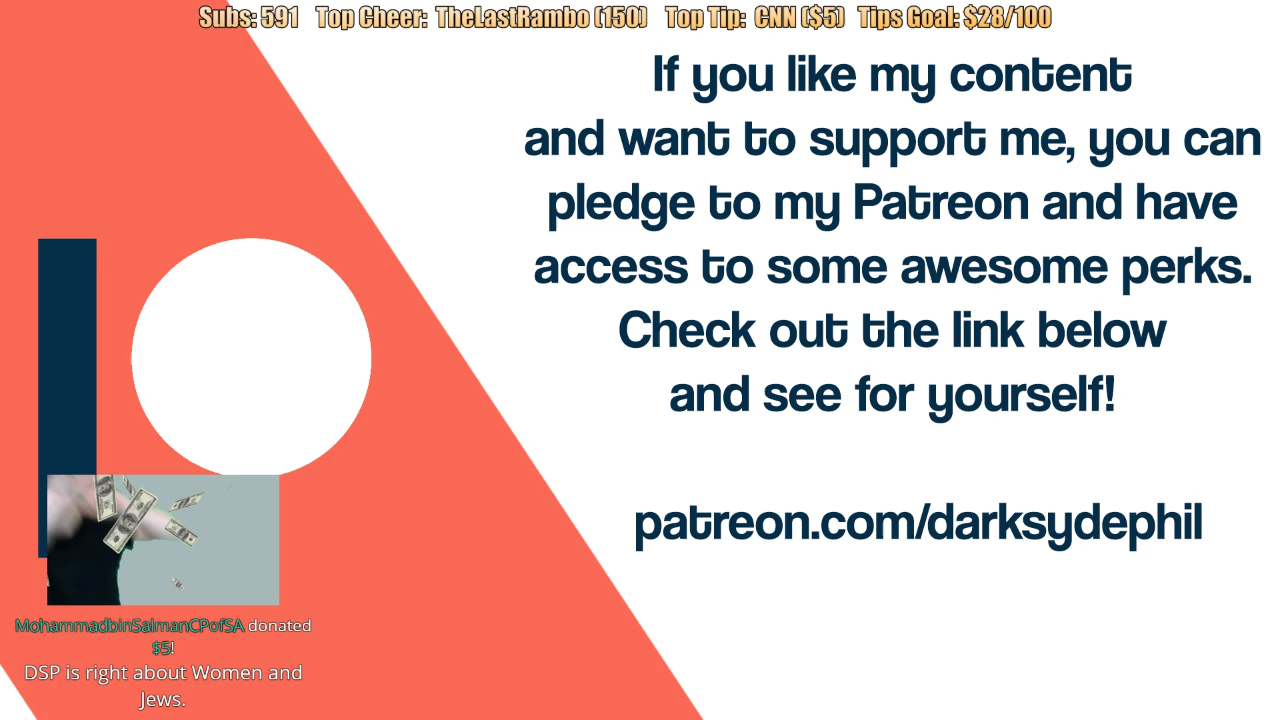 Subs: 591 Top Cheer: TheLastRambo (150) Top Tip: CNN ($5) Tips Goal: $28/100
If you like my content
and want to support me, you can
pledge to my Patreon and have
access to some awesome perks.
Check out the link below
and see for yourself!
patreon.com/darksydephil
MohammadbinSalmanCPofSA donated
$5!
DSP is right about Women and
Jews.